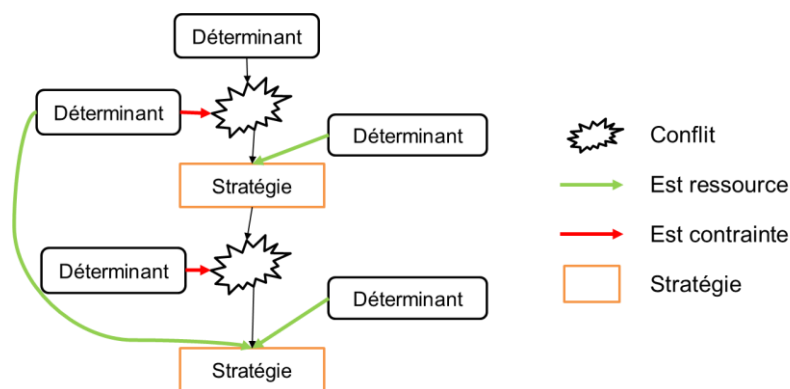 Déterminant
Déterminant
Déterminant
Stratégie
Déterminant
Déterminant
Stratégie
Conflit
Est ressource
Est contrainte
Stratégie